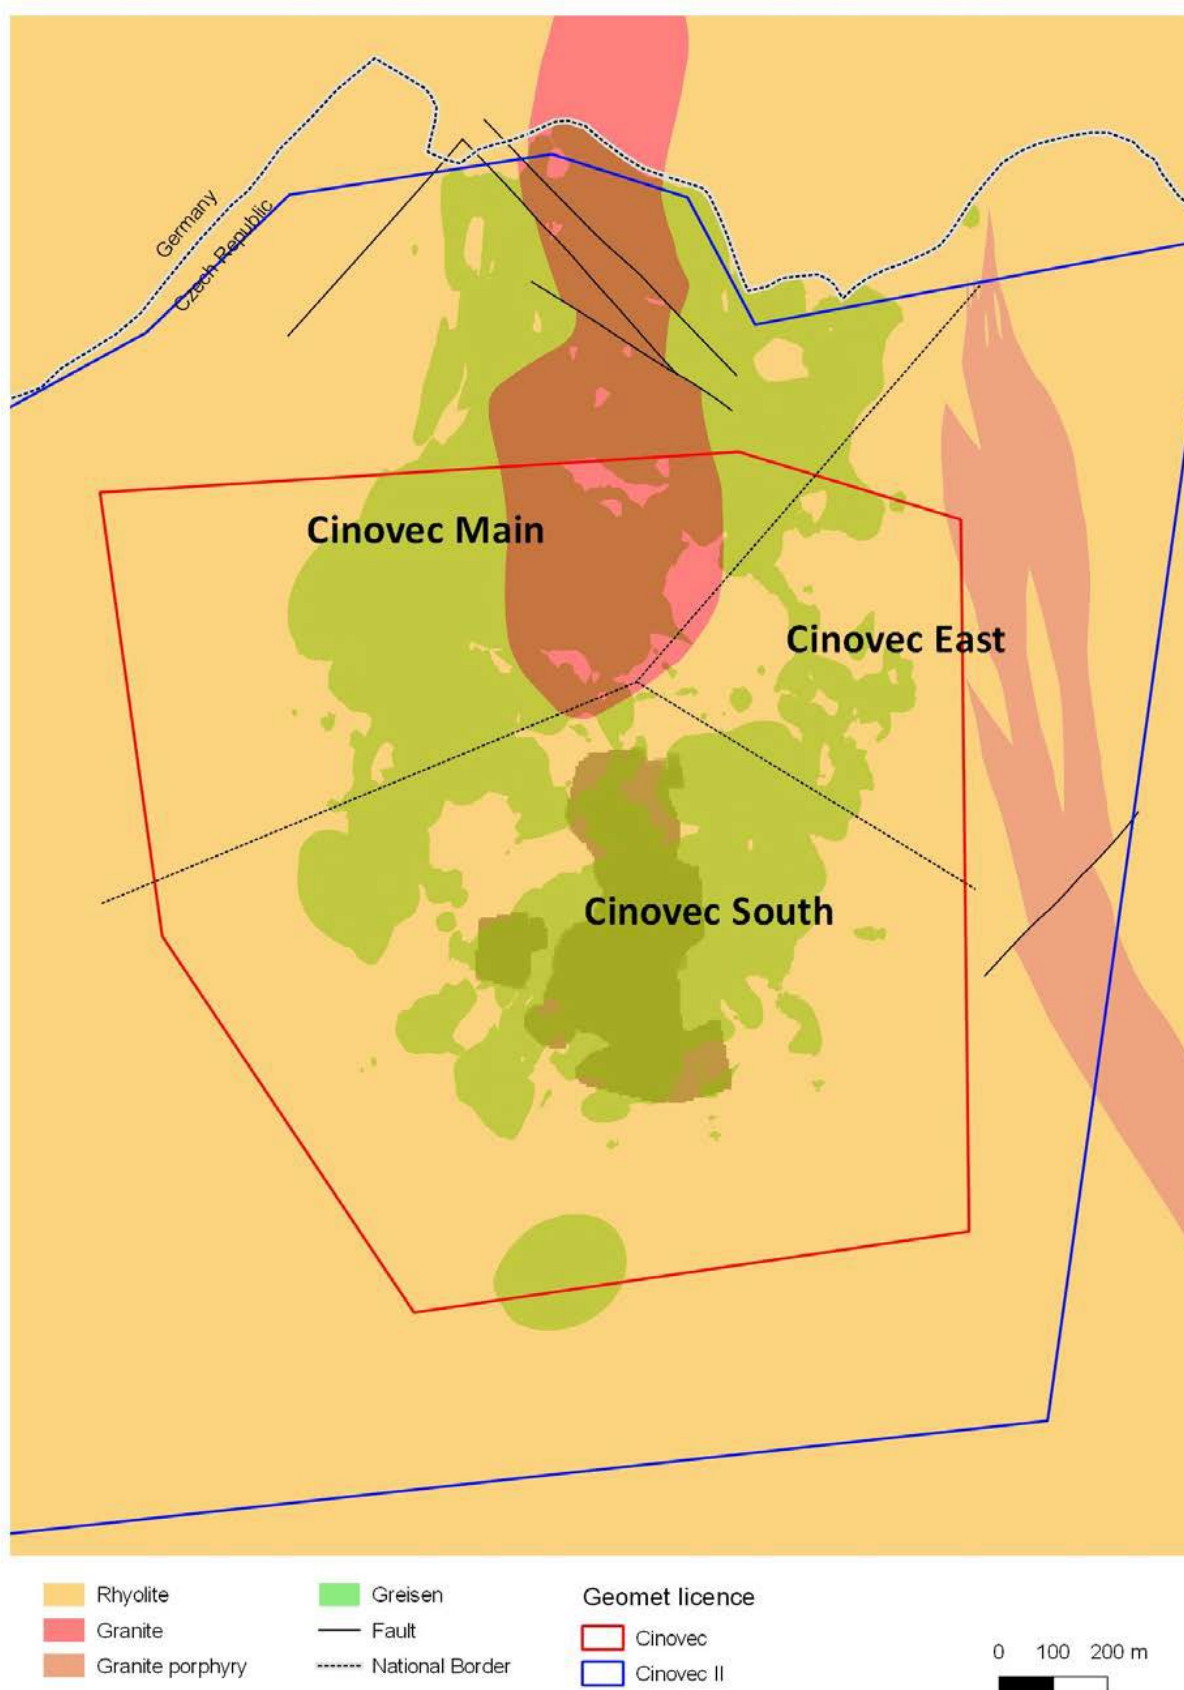 Germany
Czech Republic
Cinovec Main
Cinovec East
Cinovec South
Rhyolite
Granite
Granite porphyry
Greisen
Fault
National Border
Geomet licence
Cinovec
Cinovec II
0 100 200 m